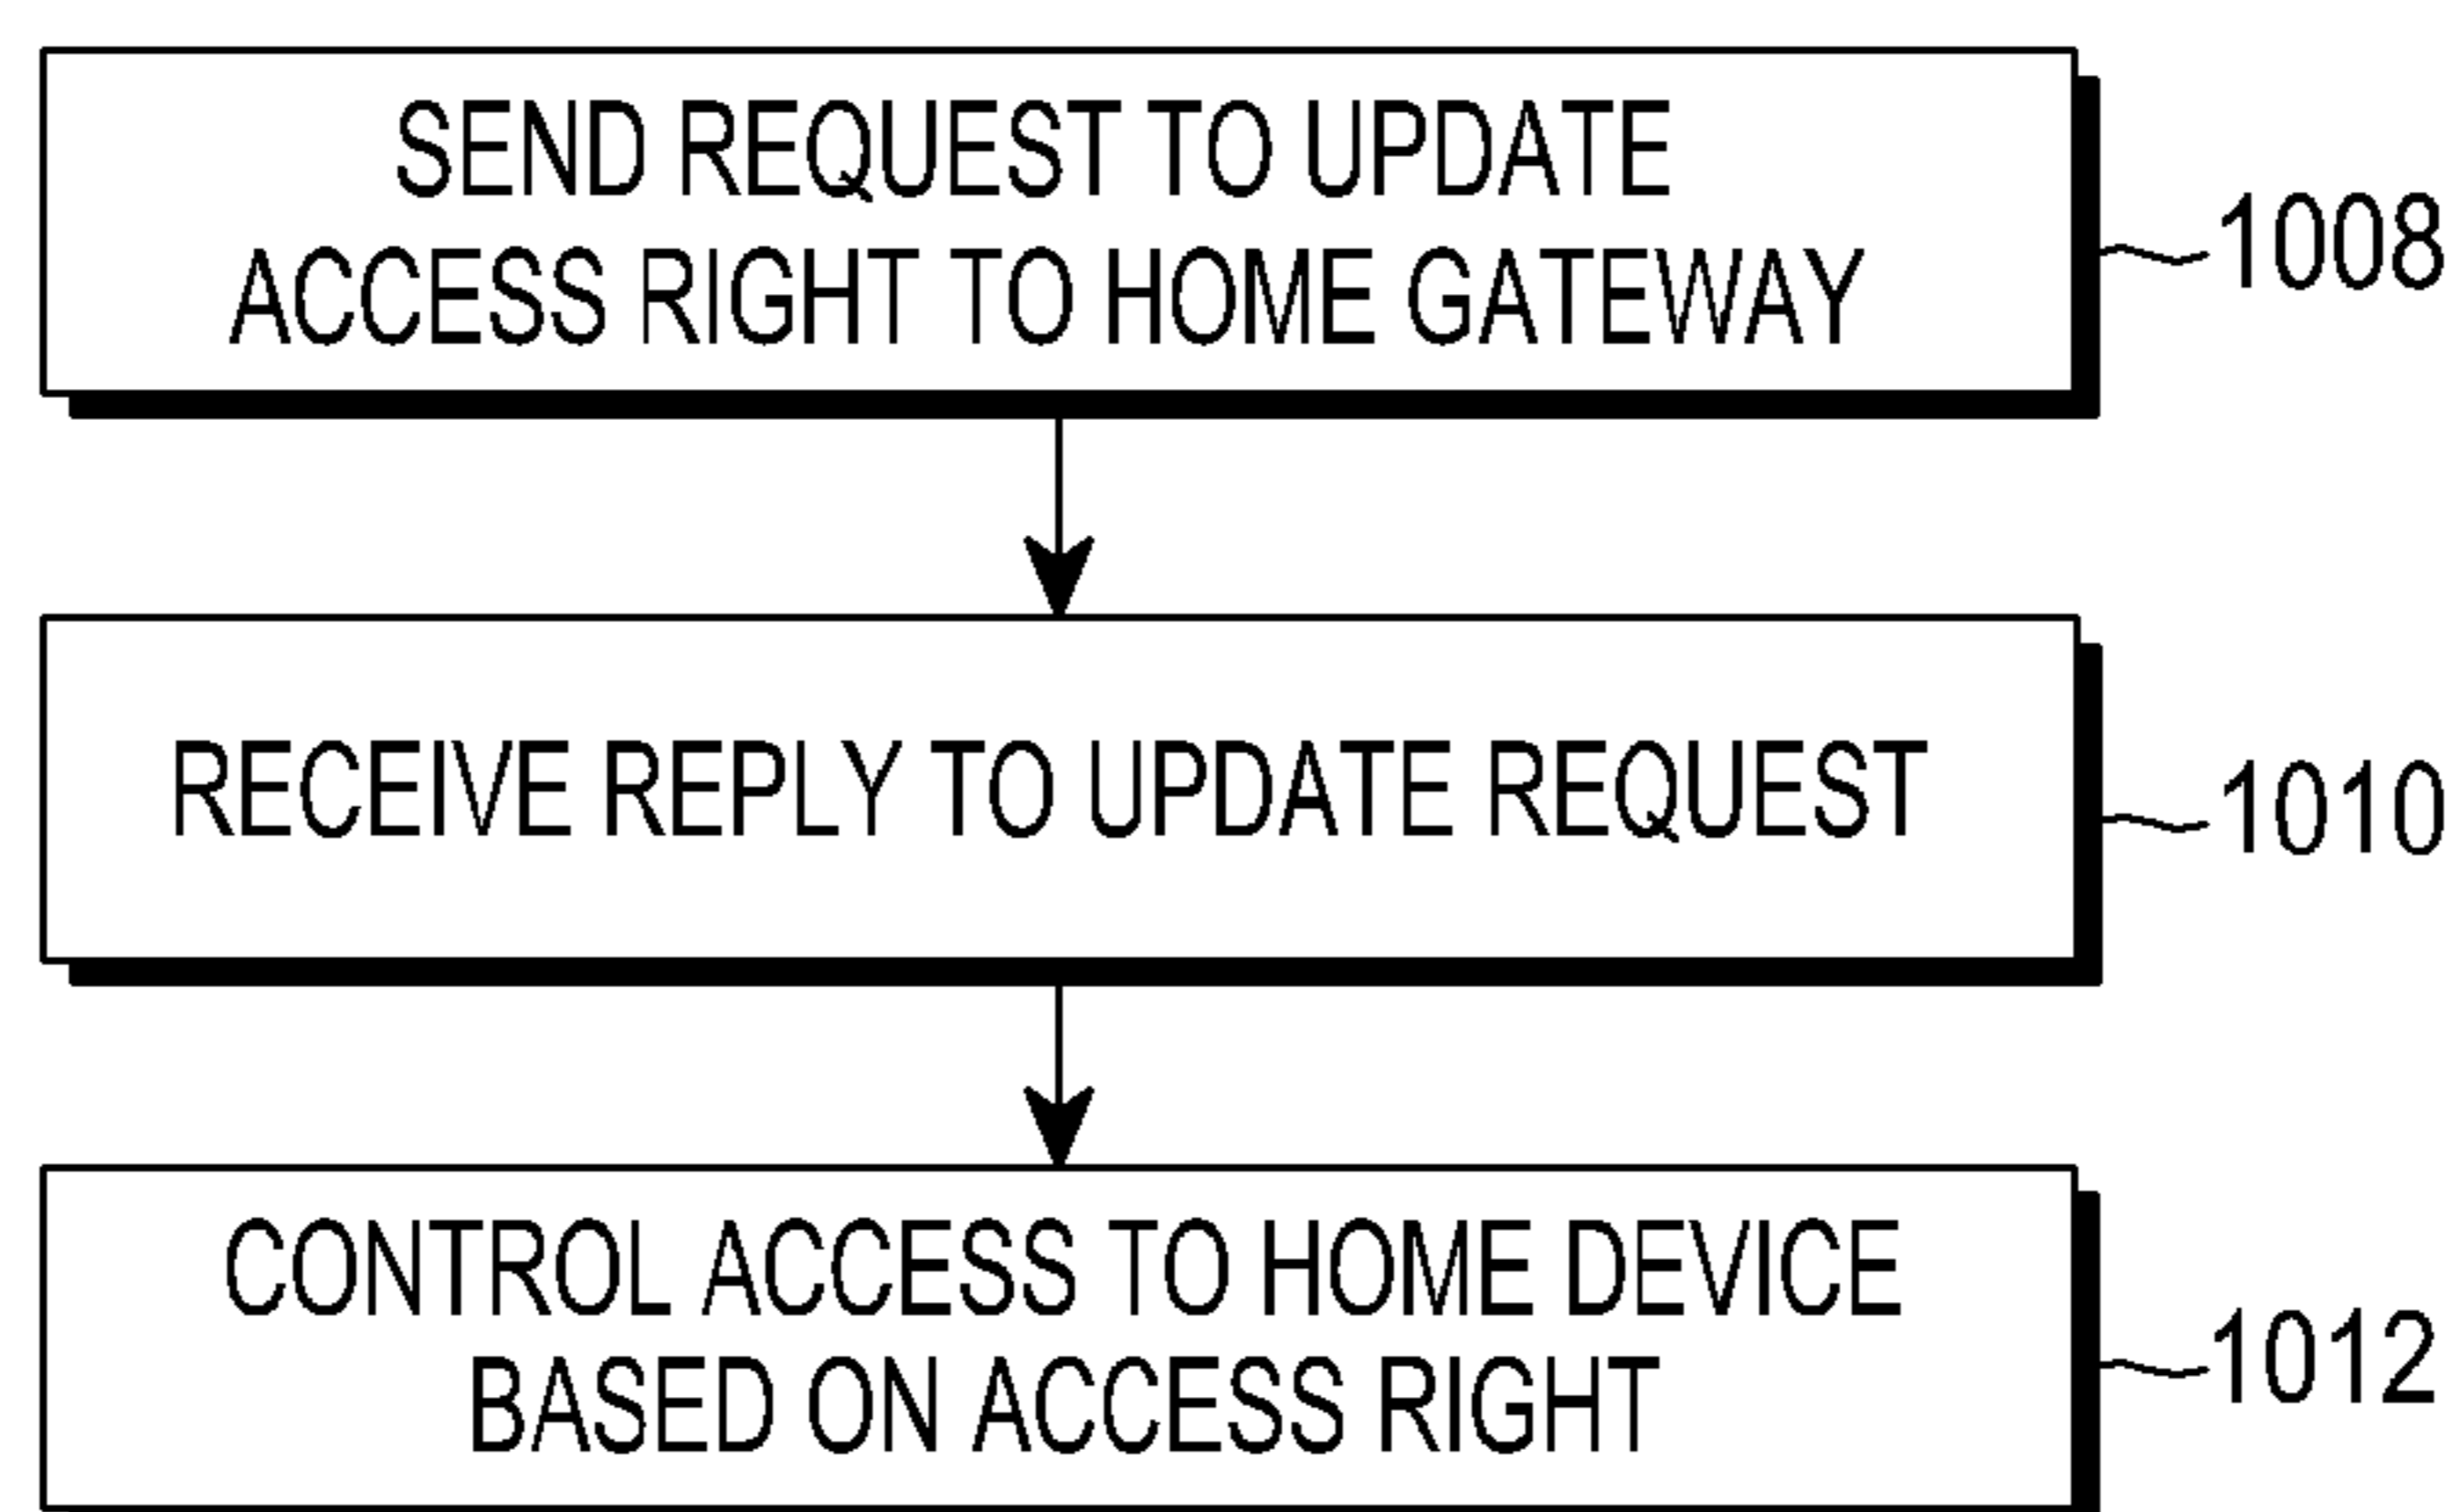 SEND REQUEST TO UPDATE
ACCESS RIGHT TO HOME GATEWAY
1008
RECEIVE REPLY TO UPDATE REQUEST
1010
CONTROL ACCESS TO HOME DEVICE
BASED ON ACCESS RIGHT
1012